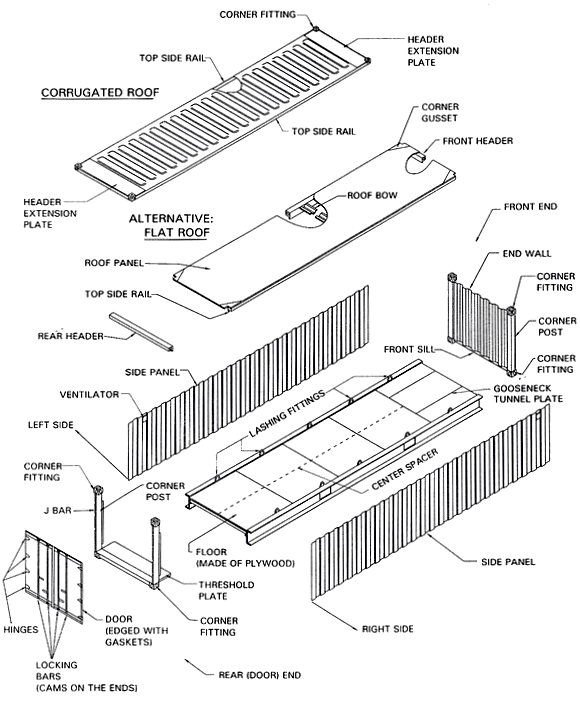 CORNER FITTING
HEADER
EXTENSION
PLATE
TOP SIDE RAIL
CORRUGATED ROOF
CORNER
GUSSET
TOP SIDE RAIL
FRONT HEADER
HEADER
EXTENSION
PLATE
ROOF BOW
ALTERNATIVE:
FLAT ROOF
FRONT END
ROOF PANEL
END WALL
CORNER
FITTING
TOP SIDE RAIL
CORNER
POST
REAR HEADER
FRONT SILL
CORNER
FITTING
SIDE PANEL
GOOSENECK
TUNNEL PLATE
VENTILATOR
LASHING FITTINGS
LEFT SIDE
CENTER SPACER
CORNER
FITTING
CORNER
POST
J BAR
FLOOR
(MADE OF PLYWOOD)
SIDE PANEL
THRESHOLD
PLATE
DOOR
(EDGED WITH
GASKETS)
CORNER
FITTING
HINGES
RIGHT SIDE
LOCKING
BARS
(CAMS ON THE ENDS)
REAR (DOOR) END